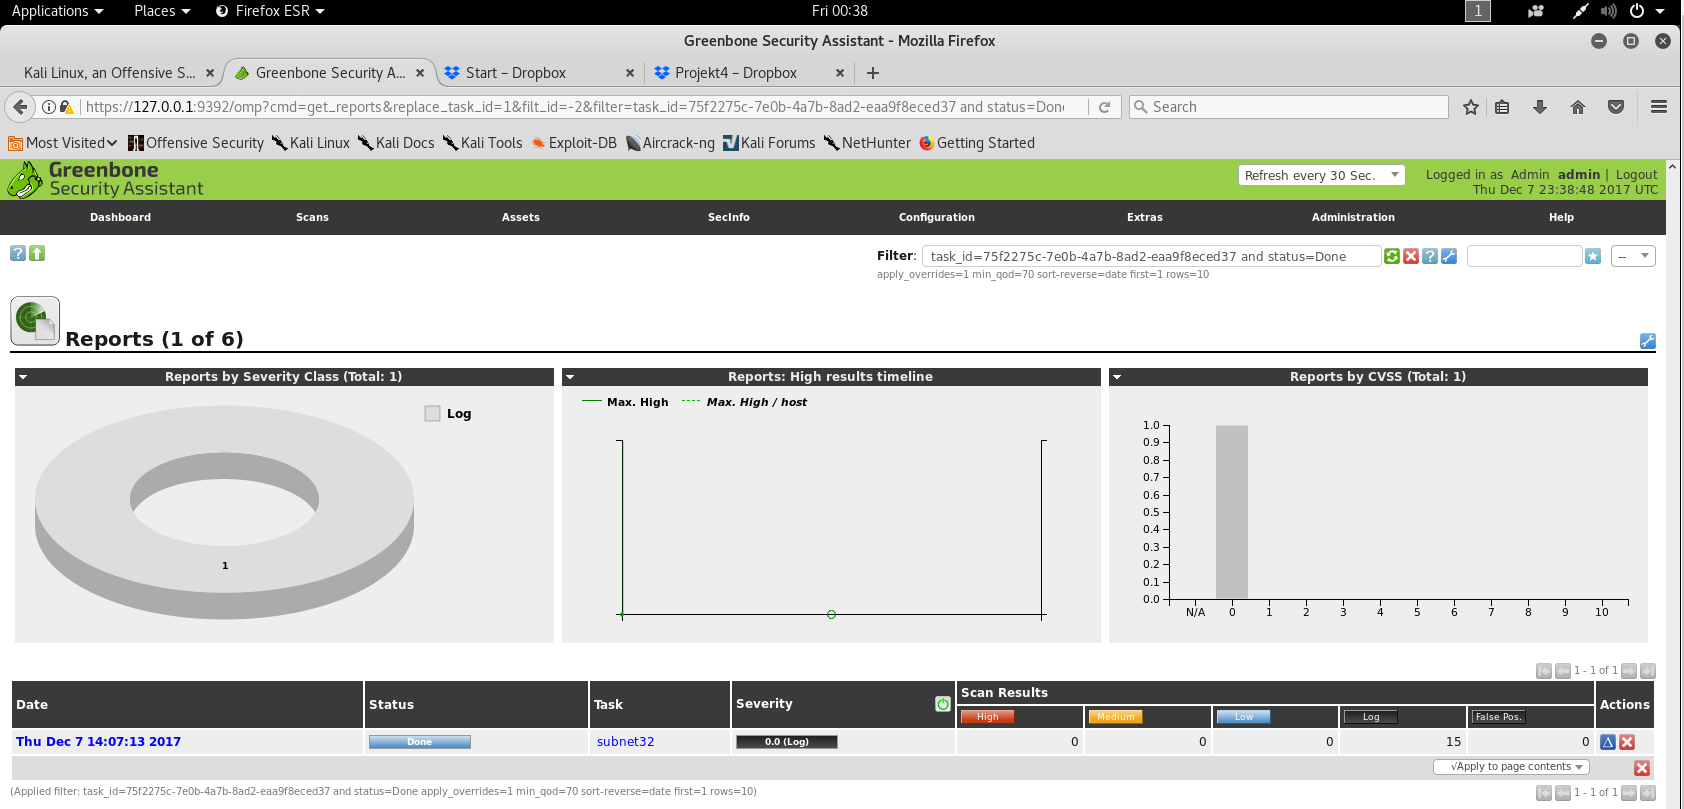 Applications Places Firefox ESR Fri 00:38 1
Greenbone Security Assistant - Mozilla Firefox
Kali Linux, an Offensive S... Greenbone Security A... Start – Dropbox Projekt4 – Dropbox
https://127.0.0.1:9392/omp?cmd=get_reports&replace_task_id=1&filt_id=-2&filter=task_id=75f2275c-7e0b-4a7b-8ad2-eaa9f8eced37 and status=Done Search
Most Visited Offensive Security Kali Linux Kali Docs Kali Tools Exploit-DB Aircrack-ng Kali Forums NetHunter Getting Started
Greenbone
Security Assistant
Refresh every 30 Sec. Logged in as Admin admin | Logout
Thu Dec 7 23:38:48 2017 UTC
Dashboard Scans Assets SecInfo Configuration Extras Administration Help
Filter: task_id=75f2275c-7e0b-4a7b-8ad2-eaa9f8eced37 and status=Done --
apply_overrides=1 min_qod=70 sort-reverse=date first=1 rows=10
Reports (1 of 6)
Reports by Severity Class (Total: 1)
Log
1
Reports: High results timeline
Max. High Max. High / host
Reports by CVSS (Total: 1)
1.0
0.9
0.8
0.7
0.6
0.5
0.4
0.3
0.2
0.1
0.0
N/A 0 1 2 3 4 5 6 7 8 9 10
1 - 1 of 1
Date Status Task Severity Scan Results Actions
High Medium Low Log False Pos.
Thu Dec 7 14:07:13 2017 Done subnet32 0.0 (Log) 0 0 0 15 0
√Apply to page contents
(Applied filter: task_id=75f2275c-7e0b-4a7b-8ad2-eaa9f8eced37 and status=Done apply_overrides=1 min_qod=70 sort-reverse=date first=1 rows=10)
1 - 1 of 1